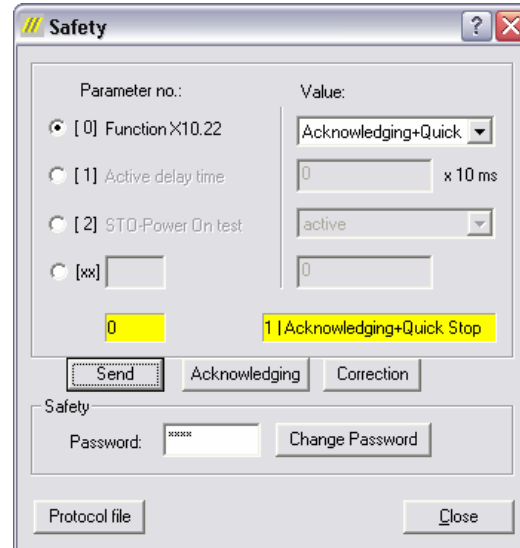 Safety
Parameter no.: Value:
[ 0] Function X10.22 Acknowledging+Quick
[ 1] Active delay time 0 x 10 ms
[ 2] STO-Power On test active
[xx] 0
0 1 | Acknowledging+Quick Stop
Send Acknowledging Correction
Safety
Password: **** Change Password
Protocol file Close